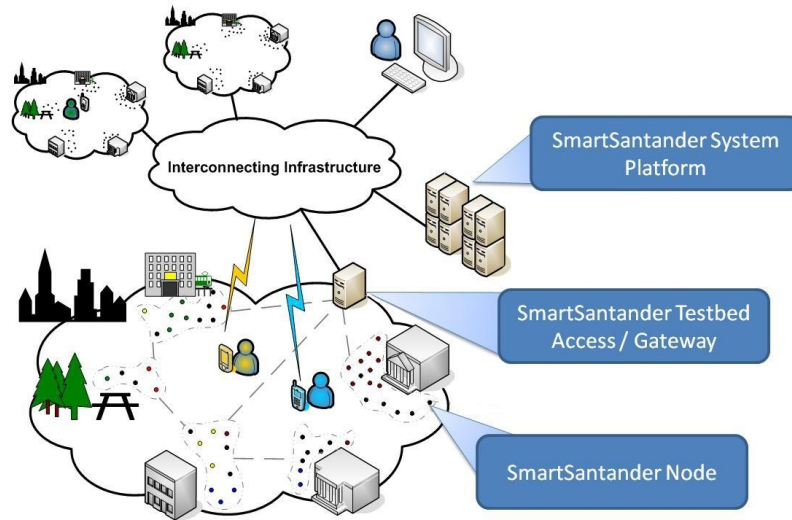 Interconnecting Infrastructure
SmartSantander System
Platform
SmartSantander Testbed
Access / Gateway
SmartSantander Node